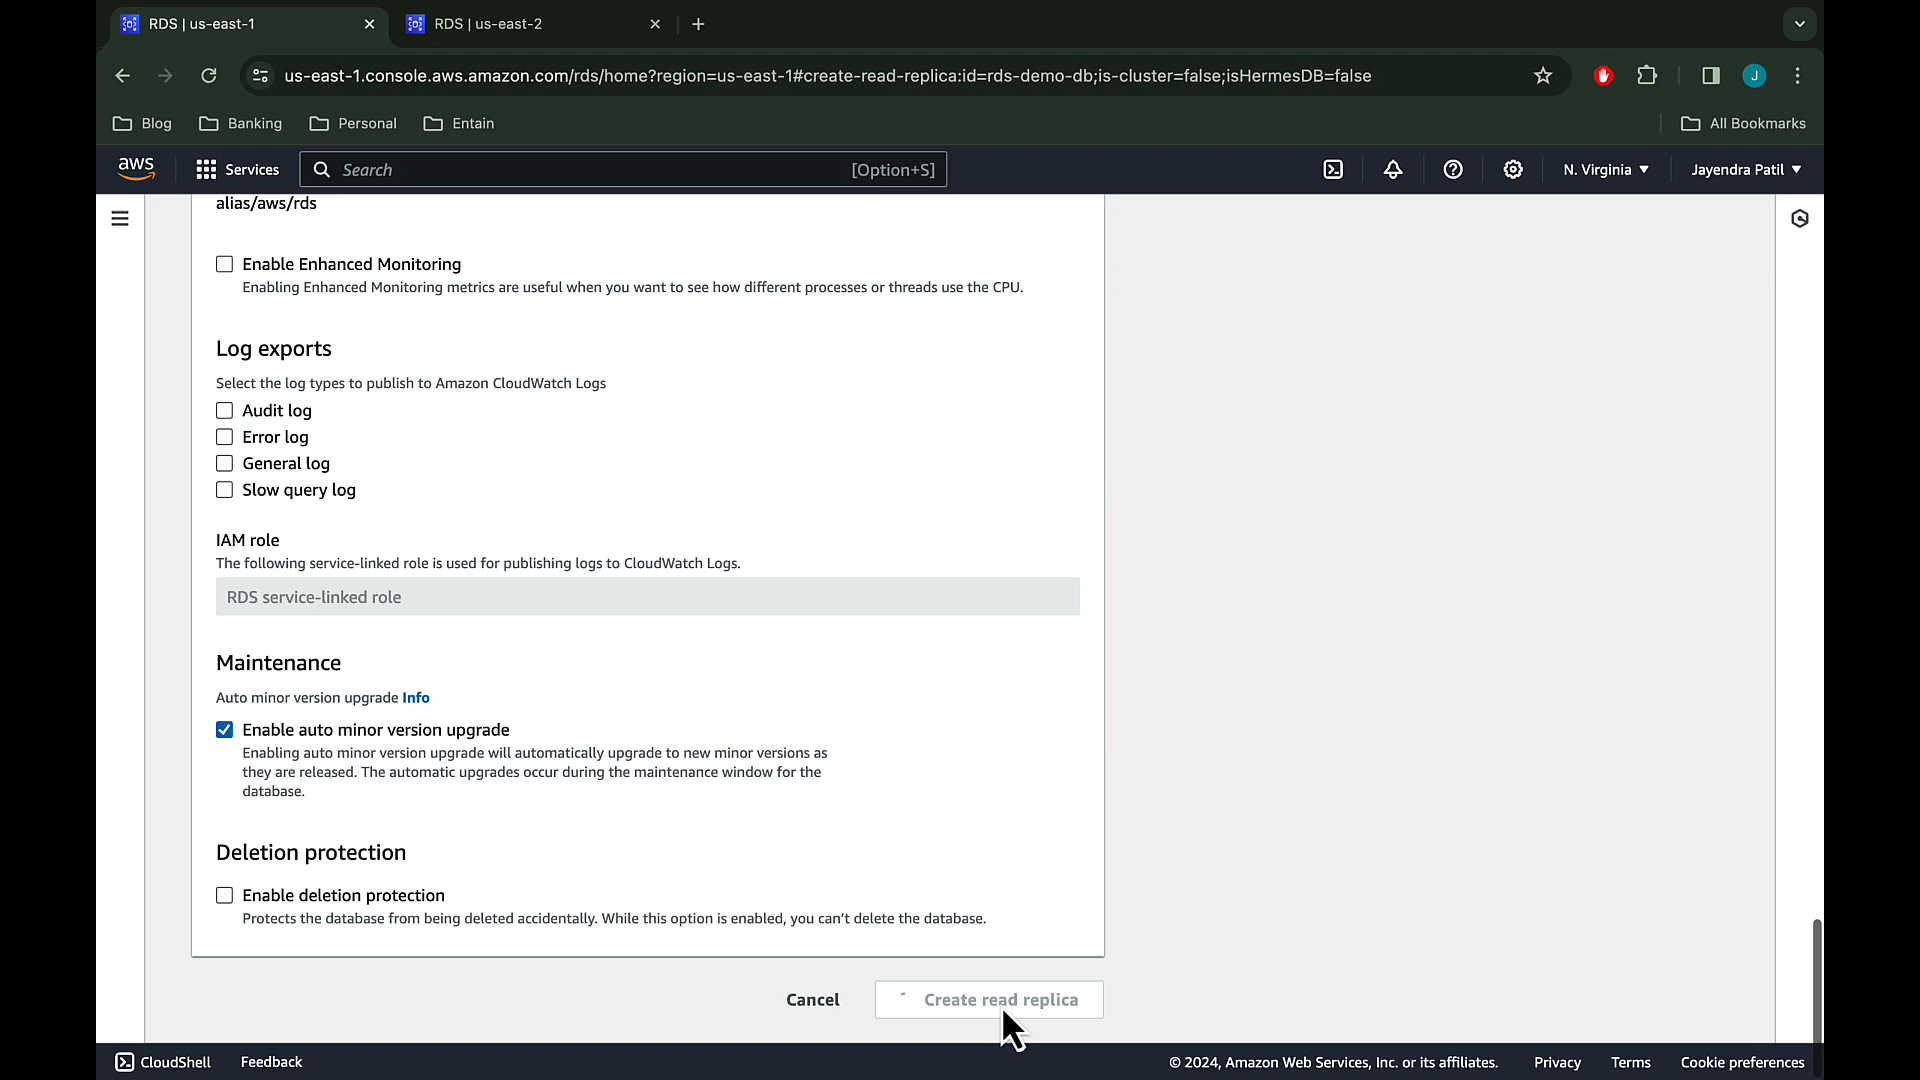 RDS | us-east-1
RDS | us-east-2
us-east-1.console.aws.amazon.com/rds/home?region=us-east-1#create-read-replica:id=rds-demo-db;is-cluster=false;isHermesDB=false
J
Blog
Banking
Personal
Entain
All Bookmarks
aws
Services
Search
[Option+S]
N. Virginia
Jayendra Patil
alias/aws/rds
Enable Enhanced Monitoring
Enabling Enhanced Monitoring metrics are useful when you want to see how different processes or threads use the CPU.
Log exports
Select the log types to publish to Amazon CloudWatch Logs
Audit log
Error log
General log
Slow query log
IAM role
The following service-linked role is used for publishing logs to CloudWatch Logs.
RDS service-linked role
Maintenance
Auto minor version upgrade Info
Enable auto minor version upgrade
Enabling auto minor version upgrade will automatically upgrade to new minor versions as
they are released. The automatic upgrades occur during the maintenance window for the
database.
Deletion protection
Enable deletion protection
Protects the database from being deleted accidentally. While this option is enabled, you can't delete the database.
Cancel
Create read replica
CloudShell
Feedback
© 2024, Amazon Web Services, Inc. or its affiliates.
Privacy
Terms
Cookie preferences